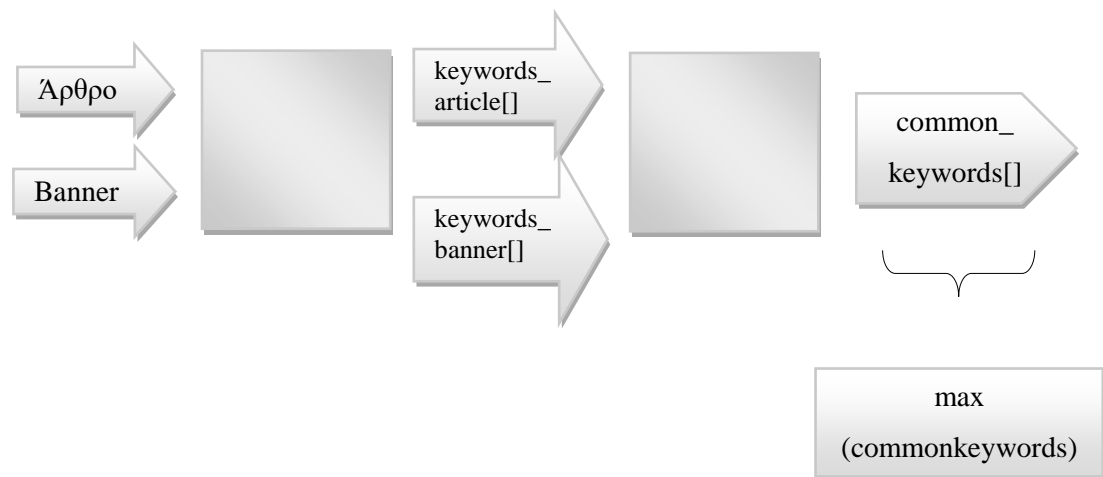 Άρθρο
Banner
keywords_
article[]
keywords_
banner[]
common_
keywords[]
max
(commonkeywords)